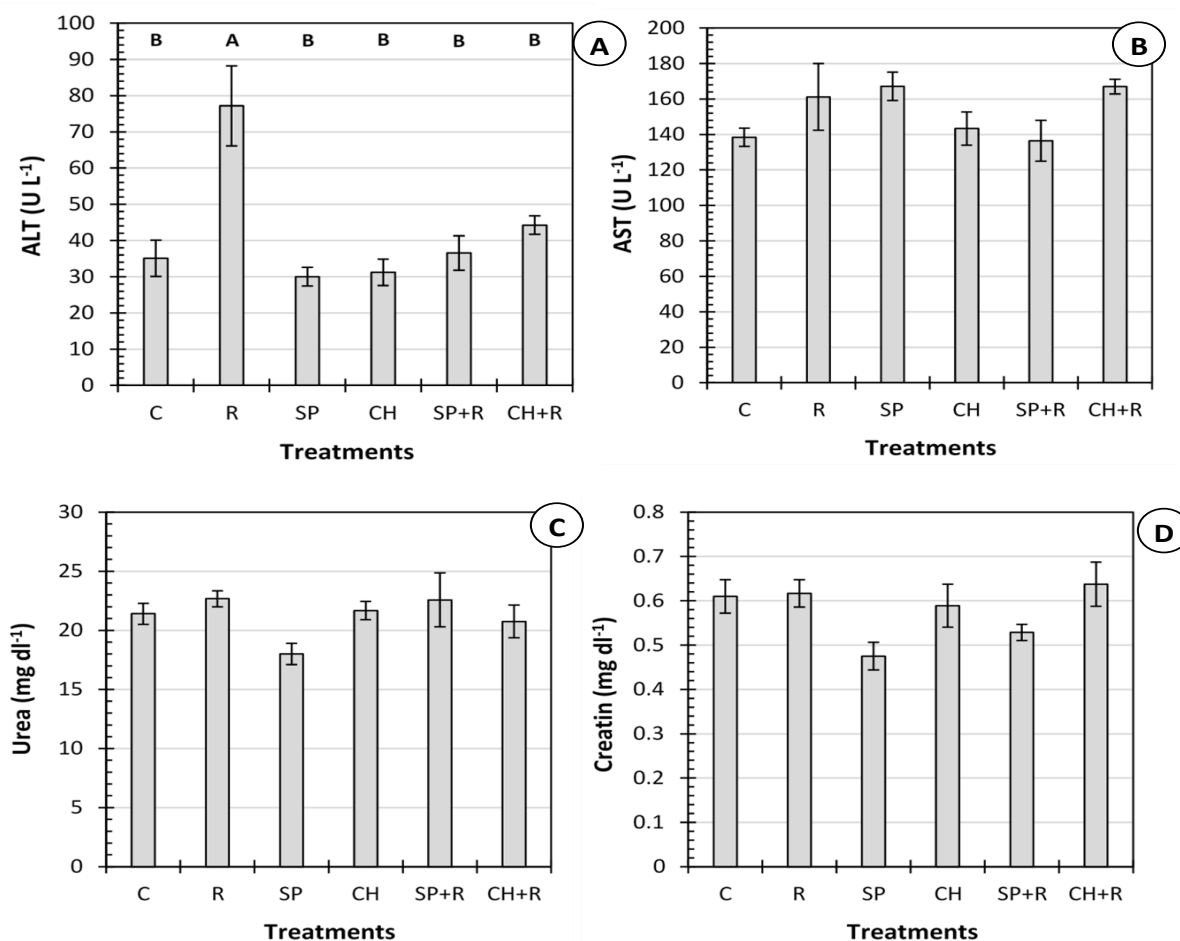 A
ALT (U L-1)
100
90
80
70
60
50
40
30
20
10
0
B A B B B B
C R SP CH SP+R CH+R
Treatments
B
AST (U L-1)
200
180
160
140
120
100
80
60
40
20
0
C R SP CH SP+R CH+R
Treatments
C
Urea (mg dl-1)
30
25
20
15
10
5
0
C R SP CH SP+R CH+R
Treatments
D
Creatin (mg dl-1)
0.8
0.7
0.6
0.5
0.4
0.3
0.2
0.1
0
C R SP CH SP+R CH+R
Treatments